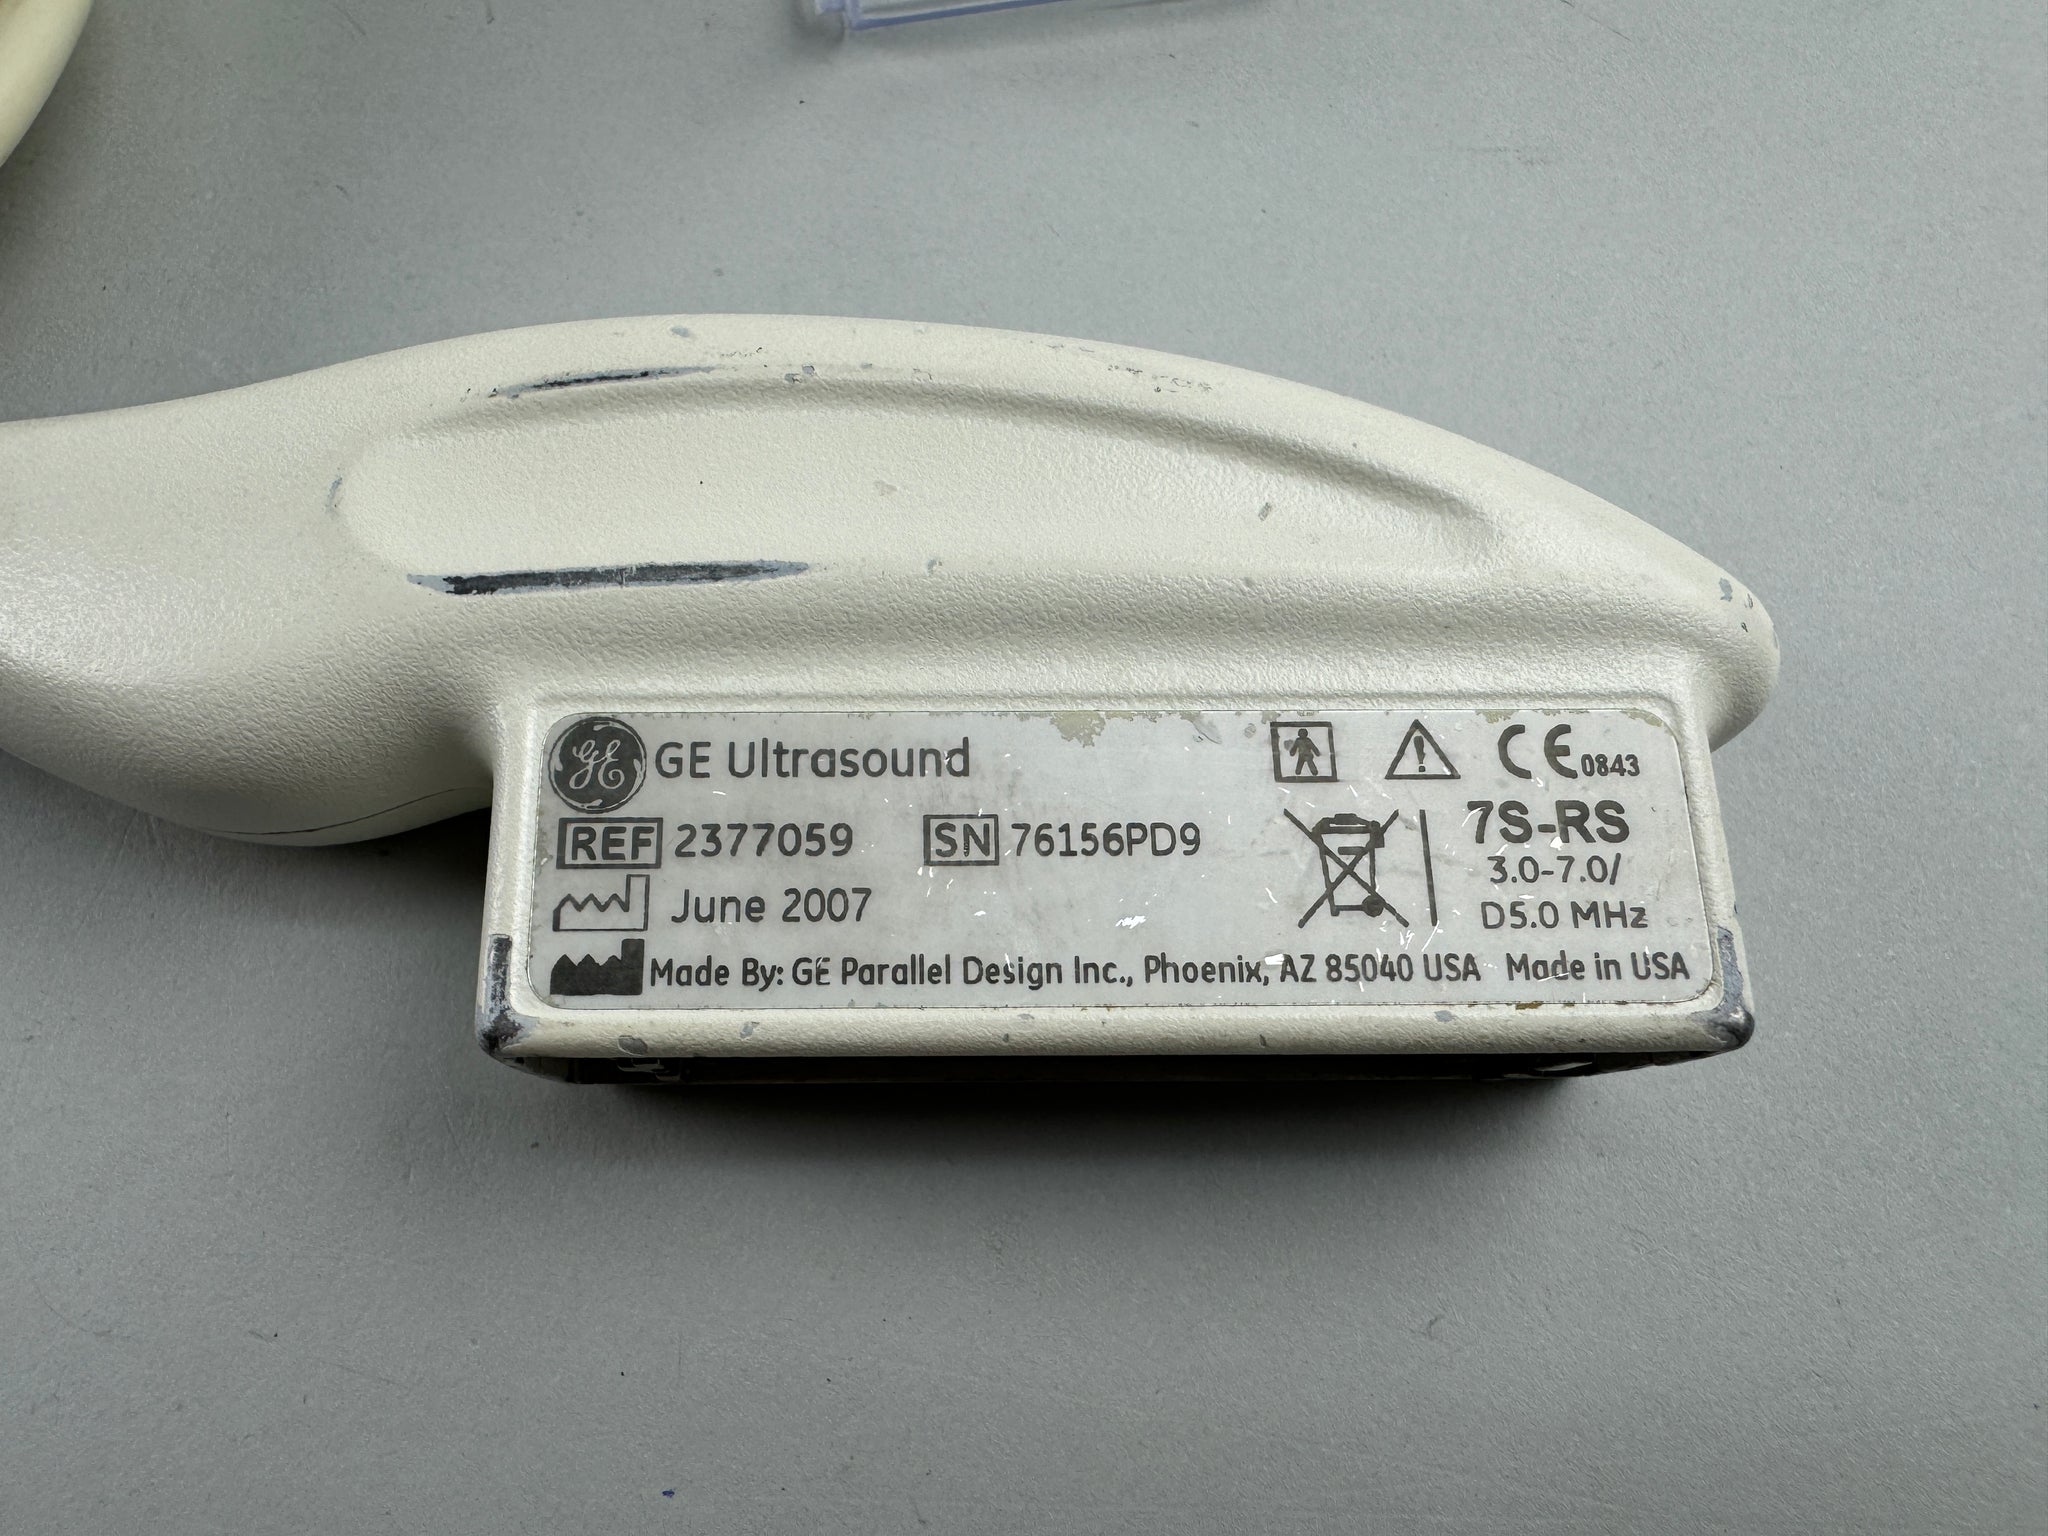 GE GE Ultrasound
CE 0843
REF 2377059 SN 76156PD9
7S-RS
3.0-7.0/
D5.0 MHz
June 2007
Made By: GE Parallel Design Inc., Phoenix, AZ 85040 USA Made in USA